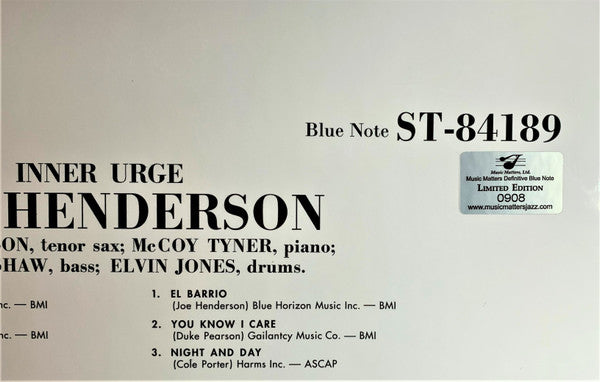 Blue Note ST-84189
Music Matters, Ltd.
Music Matters Definitive Blue Note
LIMITED EDITION
0908
www.musicmattersjazz.com
INNER URGE
HENDERSON
ON, tenor sax; McCOY TYNER, piano;
HAW, bass; ELVIN JONES, drums.
nc. — BMI
nc. — BMI
1. EL BARRIO
(Joe Henderson) Blue Horizon Music Inc. — BMI
2. YOU KNOW I CARE
(Duke Pearson) Gailantcy Music Co. — BMI
3. NIGHT AND DAY
(Cole Porter) Harms Inc. — ASCAP